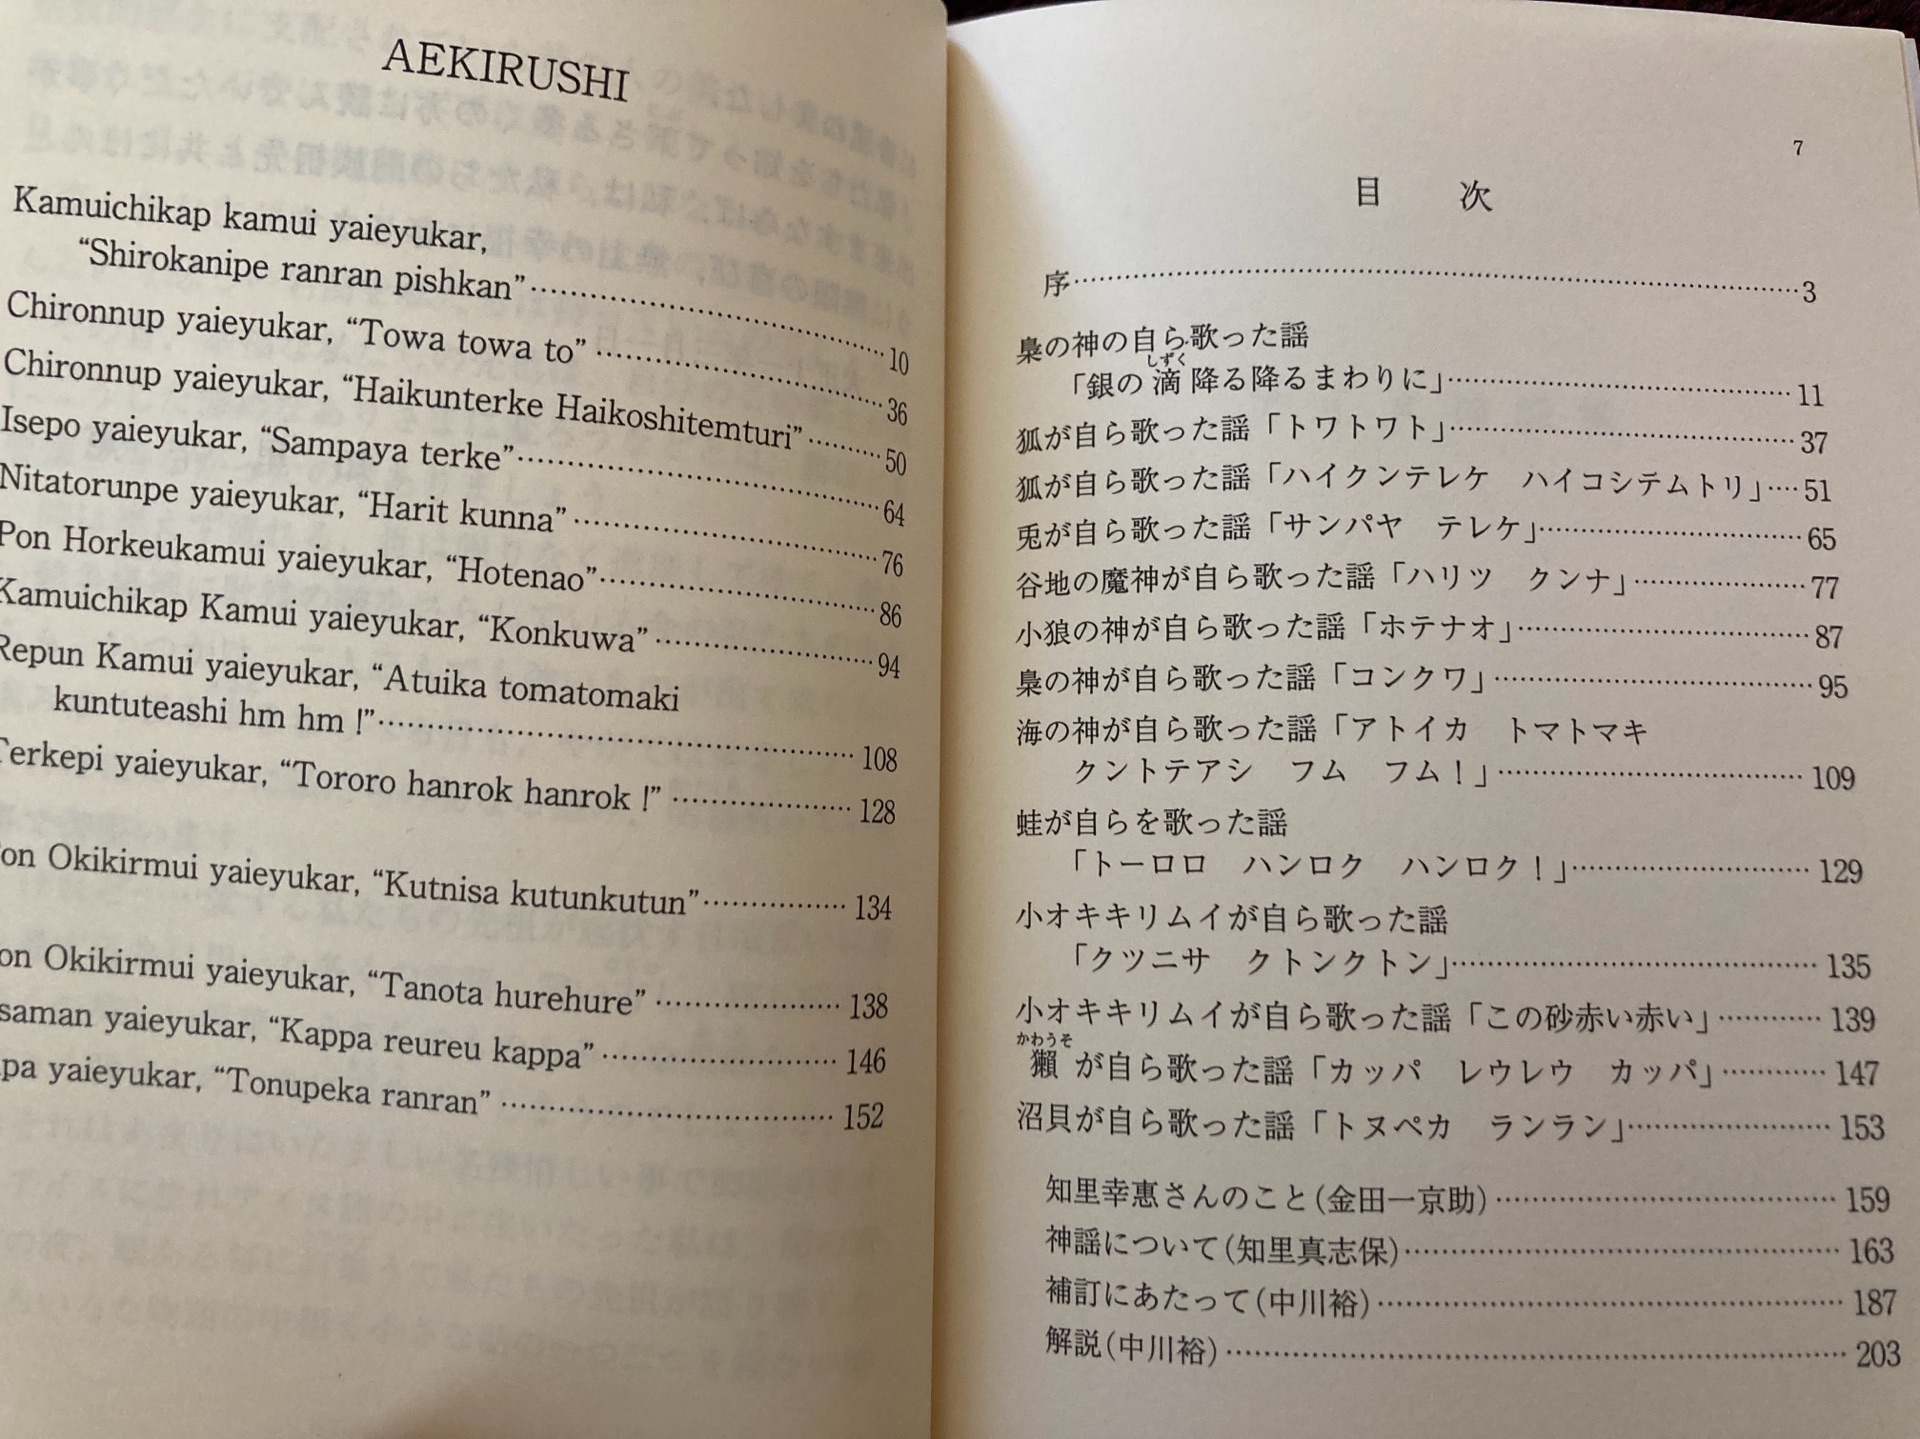 AEKIRUSHI
Kamuichikap kamui yaieyukar,
“Shirokanipe ranran pishkan”……10
Chironnup yaieyukar, “Towa towa to”……36
Chironnup yaieyukar, “Haikunterke Haikoshitemturi”……50
Isepo yaieyukar, “Sampaya terke”……64
Nitatorunpe yaieyukar, “Harit kunna”……76
Pon Horkeukamui yaieyukar, “Hotenao”……86
Kamuichikap Kamui yaieyukar, “Konkuwa”……94
Repun Kamui yaieyukar, “Atuika tomatomaki
kuntuteashi hm hm !”……108
Terkepi yaieyukar, “Tororo hanrok hanrok !”……128
on Okikirmui yaieyukar, “Kutnisa kutunkutun”……134
on Okikirmui yaieyukar, “Tanota hurehure”……138
saman yaieyukar, “Kappa reureu kappa”……146
pa yaieyukar, “Tonupeka ranran”……152
7
目 次
序……3
梟の神の自ら歌った謡
「銀の滴降る降るまわりに」……11
しずく
狐が自ら歌った謡「トワトワト」……37
狐が自ら歌った謡「ハイクンテレケ ハイコシテムトリ」……51
兎が自ら歌った謡「サンパヤ テレケ」……65
谷地の魔神が自ら歌った謡「ハリツ クンナ」……77
小狼の神が自ら歌った謡「ホテナオ」……87
梟の神が自ら歌った謡「コンクワ」……95
海の神が自ら歌った謡「アトイカ トマトマキ
クントテアシ フム フム！」……109
蛙が自らを歌った謡
「トーロロ ハンロク ハンロク！」……129
小オキキリムイが自ら歌った謡
「クツニサ クトンクトン」……135
小オキキリムイが自ら歌った謡「この砂赤い赤い」……139
かわうそ
獺が自ら歌った謡「カッパ レウレウ カッパ」……147
沼貝が自ら歌った謡「トヌペカ ランラン」……153
知里幸惠さんのこと(金田一京助)……159
神謡について(知里真志保)……163
補訂にあたって(中川裕)……187
解説(中川裕)……203